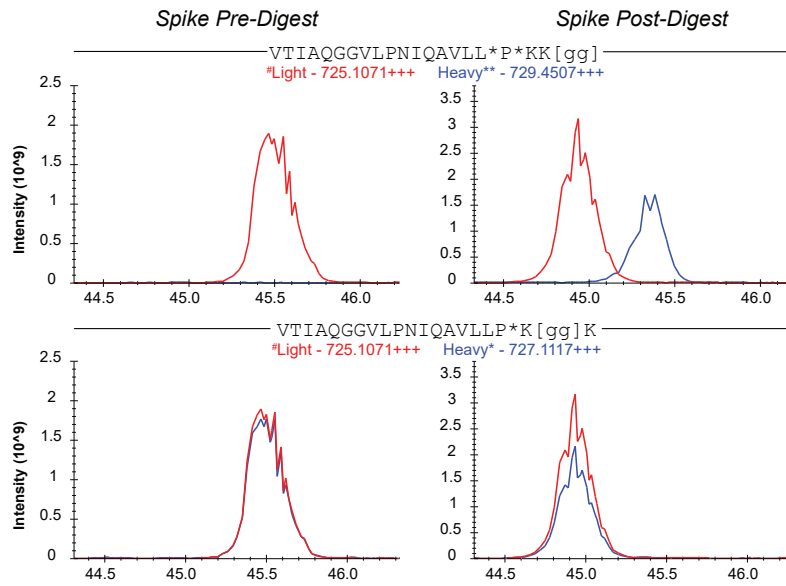 Spike Pre-Digest Spike Post-Digest
VTIAQGGVLPNIQAVLL*P*KK[gg]
#Light - 725.1071+++ Heavy** - 729.4507+++
Intensity (10^9)
2.5
2
1.5
1
0.5
0
44.5 45.0 45.5 46.0
3.5
3
2.5
2
1.5
1
0.5
0
44.5 45.0 45.5 46.0
VTIAQGGVLPNIQAVLLP*K[gg]K
#Light - 725.1071+++ Heavy* - 727.1117+++
Intensity (10^9)
2.5
2
1.5
1
0.5
0
44.5 45.0 45.5 46.0
3.5
3
2.5
2
1.5
1
0.5
0
44.5 45.0 45.5 46.0